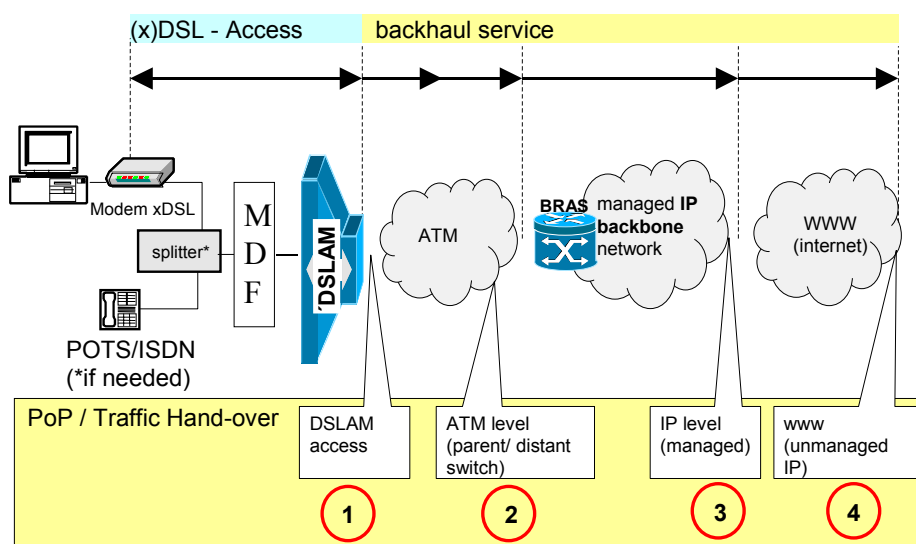 (x)DSL - Access
backhaul service
Modem xDSL
splitter*
POTS/ISDN
(*if needed)
M
D
F
´DSLAM
ATM
BRAS
managed IP
backbone
network
WWW
(internet)
PoP / Traffic Hand-over
DSLAM
access
ATM level
(parent/ distant
switch)
IP level
(managed)
www
(unmanaged
IP)
1
2
3
4